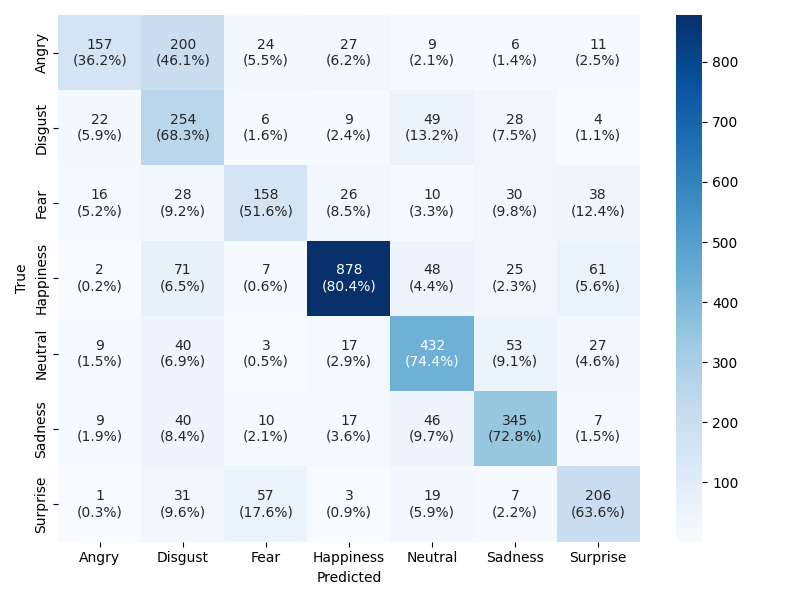 Angry 157 200 24 27 9 6 11
(36.2%) (46.1%) (5.5%) (6.2%) (2.1%) (1.4%) (2.5%)
Disgust 22 254 6 9 49 28 4
(5.9%) (68.3%) (1.6%) (2.4%) (13.2%) (7.5%) (1.1%)
Fear 16 28 158 26 10 30 38
(5.2%) (9.2%) (51.6%) (8.5%) (3.3%) (9.8%) (12.4%)
Happiness 2 71 7 878 48 25 61
(0.2%) (6.5%) (0.6%) (80.4%) (4.4%) (2.3%) (5.6%)
Neutral 9 40 3 17 432 53 27
(1.5%) (6.9%) (0.5%) (2.9%) (74.4%) (9.1%) (4.6%)
Sadness 9 40 10 17 46 345 7
(1.9%) (8.4%) (2.1%) (3.6%) (9.7%) (72.8%) (1.5%)
Surprise 1 31 57 3 19 7 206
(0.3%) (9.6%) (17.6%) (0.9%) (5.9%) (2.2%) (63.6%)
Angry Disgust Fear Happiness Neutral Sadness Surprise
Predicted
True
800
700
600
500
400
300
200
100